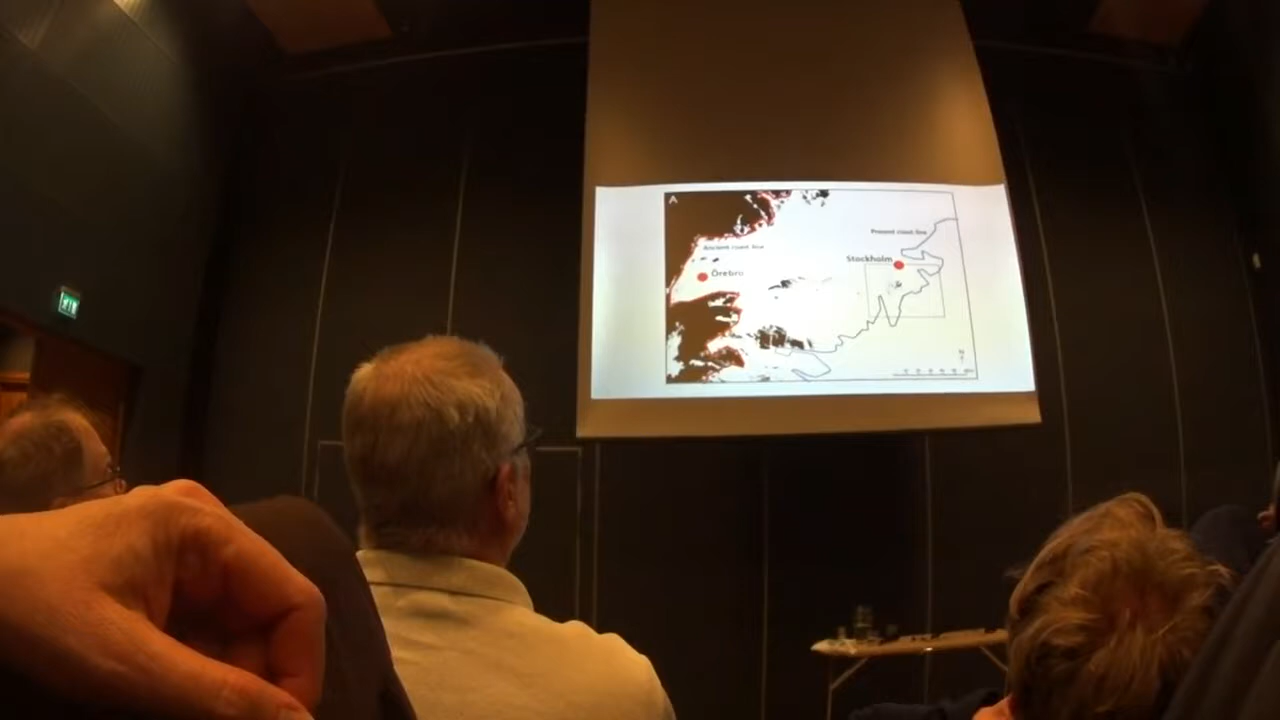 A
Present coast line
Ancient coast line
Stockholm
Örebro
N